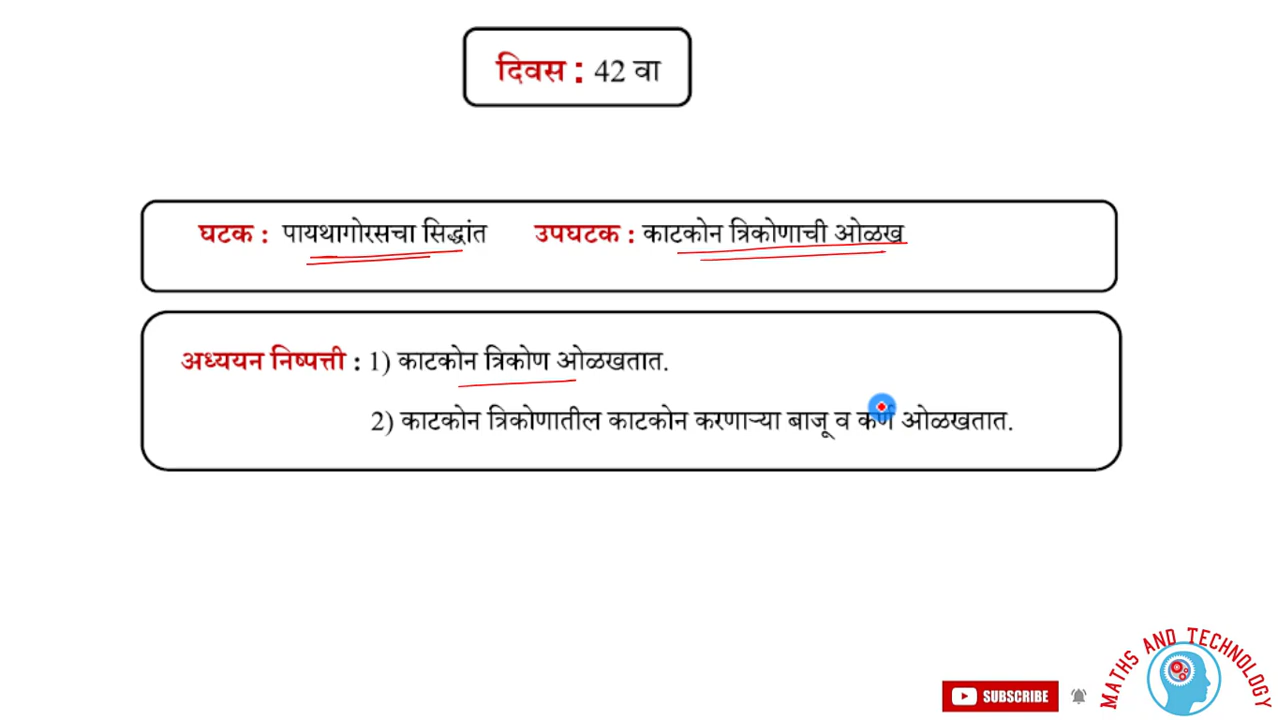 दिवस : 42 वा
घटक : पायथागोरसचा सिद्धांत उपघटक : काटकोन त्रिकोणाची ओळख
अध्ययन निष्पत्ती : 1) काटकोन त्रिकोण ओळखतात.
2) काटकोन त्रिकोणातील काटकोन करणाऱ्या बाजू व कर्ण ओळखतात.
MATHS AND TECHNOLOGY
SUBSCRIBE